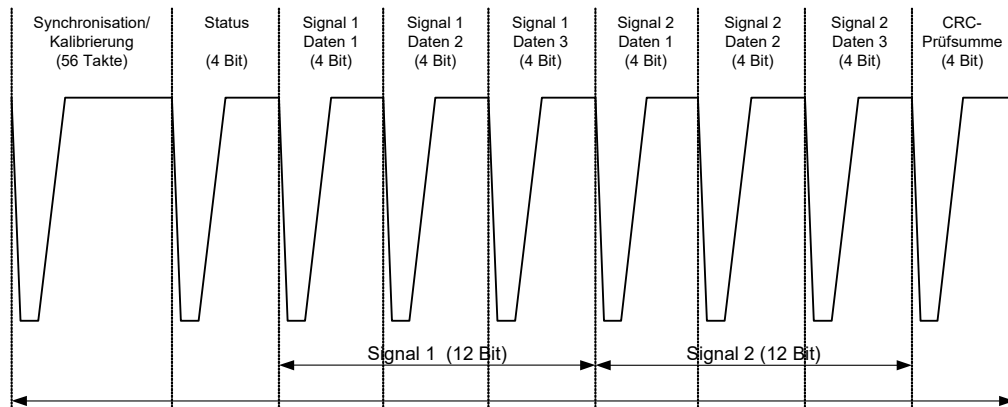 Synchronisation/
Kalibrierung
(56 Takte)
Status
(4 Bit)
Signal 1
Daten 1
(4 Bit)
Signal 1
Daten 2
(4 Bit)
Signal 1
Daten 3
(4 Bit)
Signal 2
Daten 1
(4 Bit)
Signal 2
Daten 2
(4 Bit)
Signal 2
Daten 3
(4 Bit)
CRC-
Prüfsumme
(4 Bit)
Signal 1 (12 Bit)
Signal 2 (12 Bit)